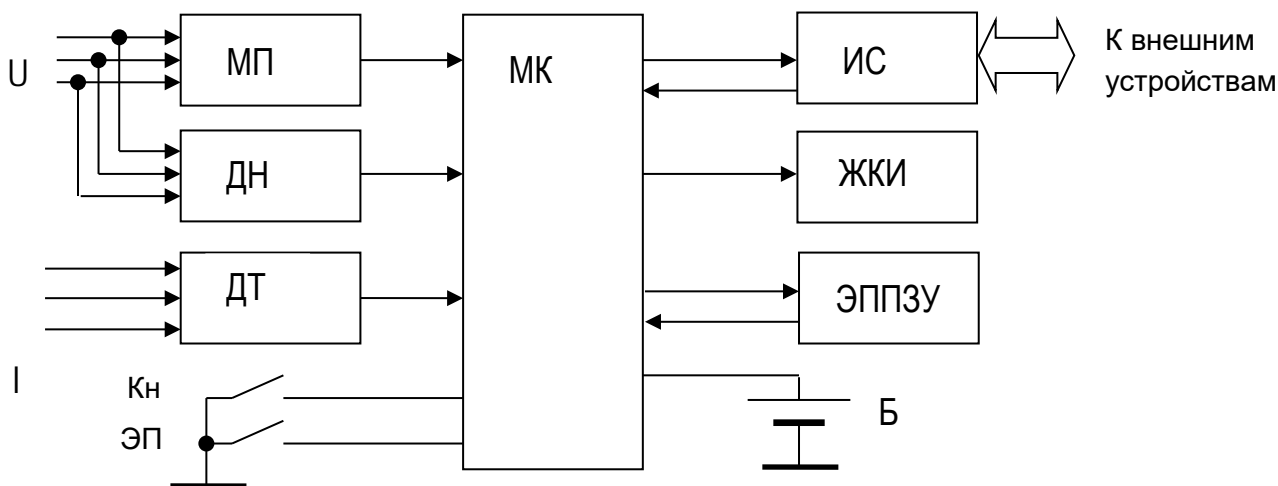 U
МП
МК
ИС
К внешним
устройствам
ДН
ЖКИ
ДТ
ЭППЗУ
I
Кн
ЭП
Б